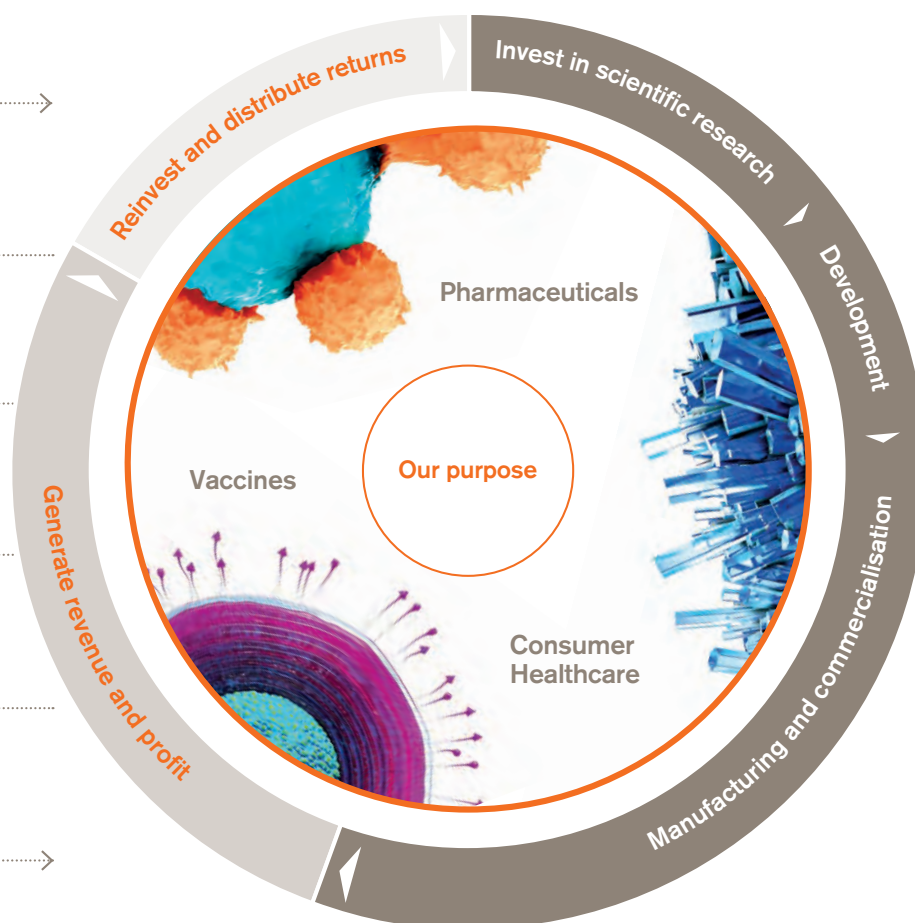 Reinvest and distribute returns
Invest in scientific research
Development
Manufacturing and commercialisation
Generate revenue and profit
Pharmaceuticals
Our purpose
Vaccines
Consumer
Healthcare